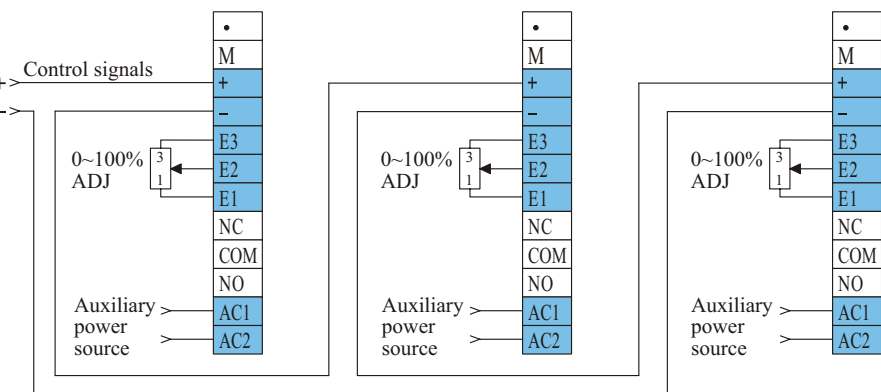 •
M
+
−
E3
E2
E1
NC
COM
NO
AC1
AC2
+ Control signals
−
0~100%
ADJ
3
1
Auxiliary
power
source
•
M
+
−
E3
E2
E1
NC
COM
NO
AC1
AC2
0~100%
ADJ
3
1
Auxiliary
power
source
•
M
+
−
E3
E2
E1
NC
COM
NO
AC1
AC2
0~100%
ADJ
3
1
Auxiliary
power
source